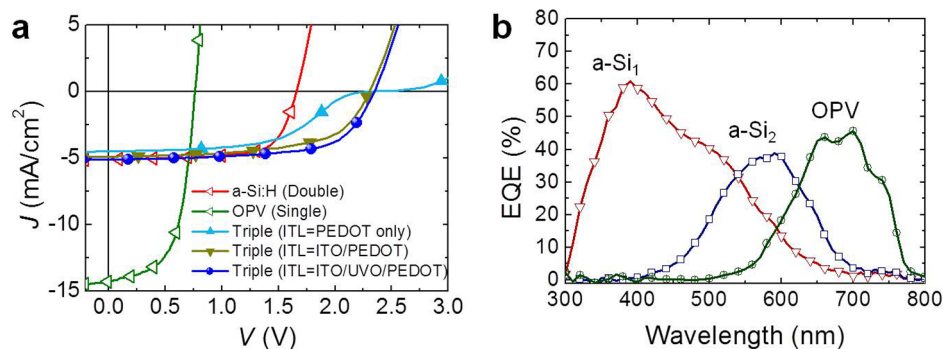 a
J (mA/cm²)
5
0
-5
-10
-15
0.0
0.5
1.0
1.5
2.0
2.5
3.0
V (V)
a-Si:H (Double)
OPV (Single)
Triple (ITL=PEDOT only)
Triple (ITL=ITO/PEDOT)
Triple (ITL=ITO/UVO/PEDOT)
b
EQE (%)
80
70
60
50
40
30
20
10
0
300
400
500
600
700
800
Wavelength (nm)
a-Si₁
a-Si₂
OPV